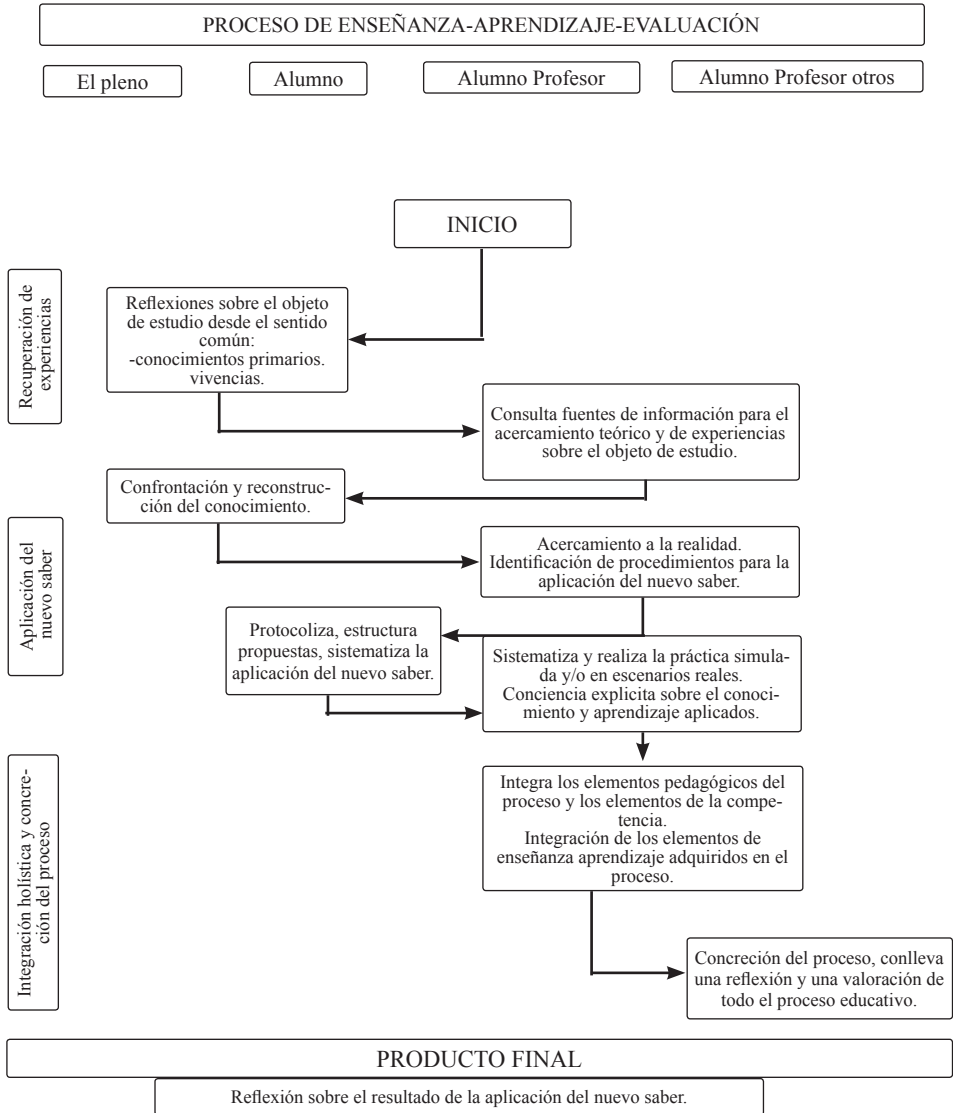 PROCESO DE ENSEÑANZA-APRENDIZAJE-EVALUACIÓN
El pleno
Alumno
Alumno Profesor
Alumno Profesor otros
INICIO
Recuperación de
experiencias
Reflexiones sobre el objeto
de estudio desde el sentido
común:
-conocimientos primarios.
vivencias.
Consulta fuentes de información para el
acercamiento teórico y de experiencias
sobre el objeto de estudio.
Confrontación y reconstruc-
ción del conocimiento.
Aplicación del
nuevo saber
Acercamiento a la realidad.
Identificación de procedimientos para la
aplicación del nuevo saber.
Protocoliza, estructura
propuestas, sistematiza la
aplicación del nuevo saber.
Sistematiza y realiza la práctica simula-
da y/o en escenarios reales.
Conciencia explicita sobre el conoci-
miento y aprendizaje aplicados.
Integración holística y concre-
ción del proceso
Integra los elementos pedagógicos del
proceso y los elementos de la compe-
tencia.
Integración de los elementos de
enseñanza aprendizaje adquiridos en el
proceso.
Concreción del proceso, conlleva
una reflexión y una valoración de
todo el proceso educativo.
PRODUCTO FINAL
Reflexión sobre el resultado de la aplicación del nuevo saber.